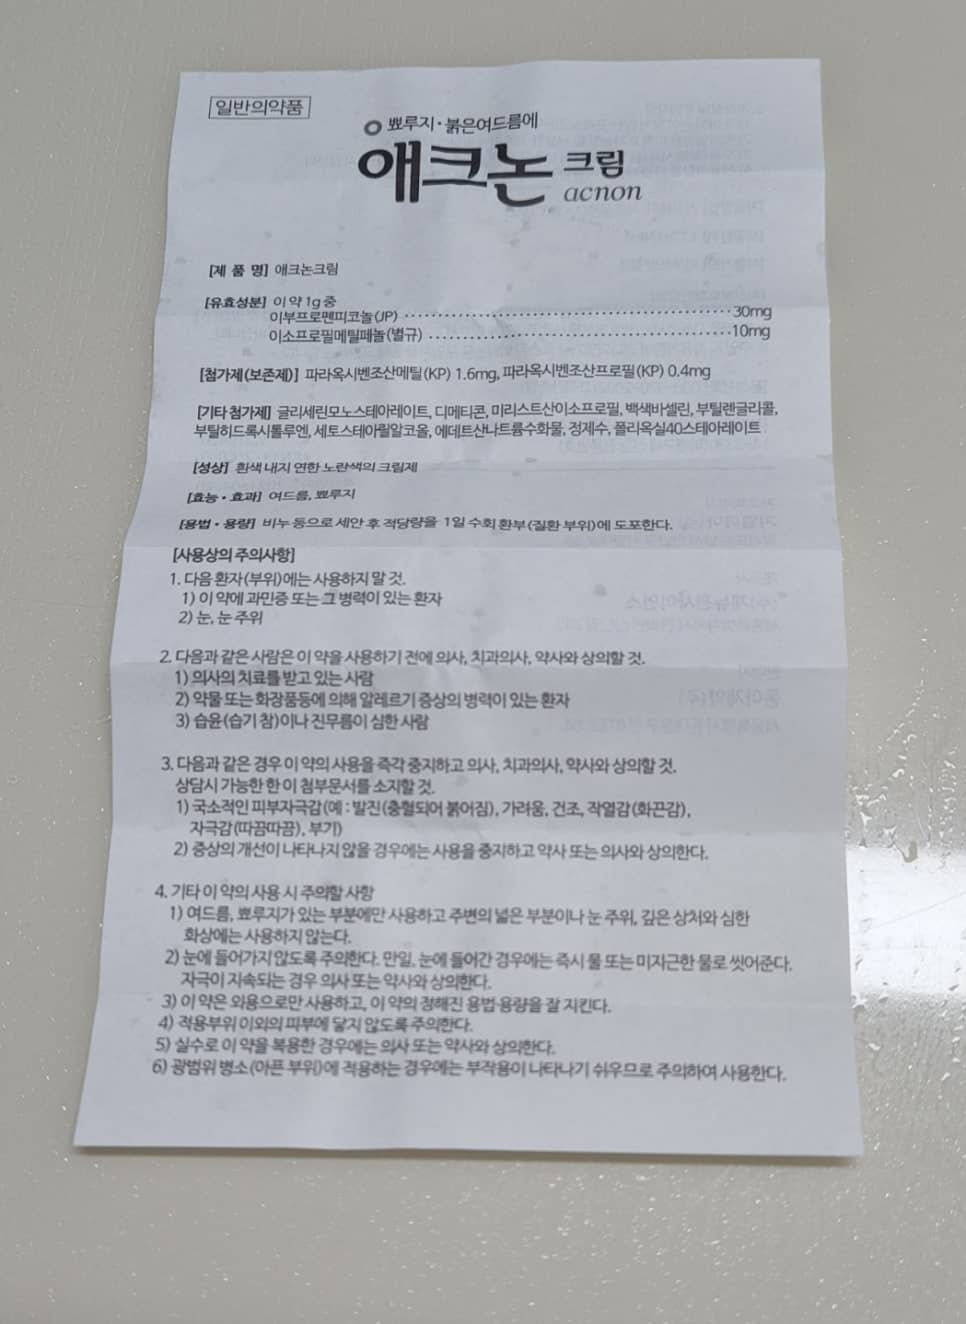 일반의약품
뾰루지·붉은여드름에
애크논 크림
acnon
[제 품 명] 애크논크림
[유효성분] 이 약 1g 중
이부프로펜피코놀(JP) 30mg
이소프로필메틸페놀(별규) 10mg
[첨가제(보존제)] 파라옥시벤조산메틸(KP) 1.6mg, 파라옥시벤조산프로필(KP) 0.4mg
[기타 첨가제] 글리세린모노스테아레이트, 디메티콘, 미리스트산이소프로필, 백색바셀린, 부틸렌글리콜,
부틸히드록시톨루엔, 세토스테아릴알코올, 에데트산나트륨수화물, 정제수, 폴리옥실40스테아레이트
[성상] 흰색 내지 연한 노란색의 크림제
[효능·효과] 여드름, 뾰루지
[용법·용량] 비누 등으로 세안 후 적당량을 1일 수회 환부(질환 부위)에 도포한다.
[사용상의 주의사항]
1. 다음 환자(부위)에는 사용하지 말 것.
1) 이 약에 과민증 또는 그 병력이 있는 환자
2) 눈, 눈 주위
2. 다음과 같은 사람은 이 약을 사용하기 전에 의사, 치과의사, 약사와 상의할 것.
1) 의사의 치료를 받고 있는 사람
2) 약물 또는 화장품등에 의해 알레르기 증상의 병력이 있는 환자
3) 습윤(습기 참)이나 진무름이 심한 사람
3. 다음과 같은 경우 이 약의 사용을 즉각 중지하고 의사, 치과의사, 약사와 상의할 것.
상담시 가능한 한 이 첨부문서를 소지할 것.
1) 국소적인 피부자극감(예 : 발진(충혈되어 붉어짐), 가려움, 건조, 작열감(화끈감),
자극감(따끔따끔), 부기)
2) 증상의 개선이 나타나지 않을 경우에는 사용을 중지하고 약사 또는 의사와 상의한다.
4. 기타 이 약의 사용 시 주의할 사항
1) 여드름, 뾰루지가 있는 부분에만 사용하고 주변의 넓은 부분이나 눈 주위, 깊은 상처와 심한
화상에는 사용하지 않는다.
2) 눈에 들어가지 않도록 주의한다. 만일, 눈에 들어간 경우에는 즉시 물 또는 미지근한 물로 씻어준다.
자극이 지속되는 경우 의사 또는 약사와 상의한다.
3) 이 약은 외용으로만 사용하고, 이 약의 정해진 용법·용량을 잘 지킨다.
4) 적용부위 이외의 피부에 닿지 않도록 주의한다.
5) 실수로 이 약을 복용한 경우에는 의사 또는 약사와 상의한다.
6) 광범위 병소(아픈 부위)에 적용하는 경우에는 부작용이 나타나기 쉬우므로 주의하여 사용한다.